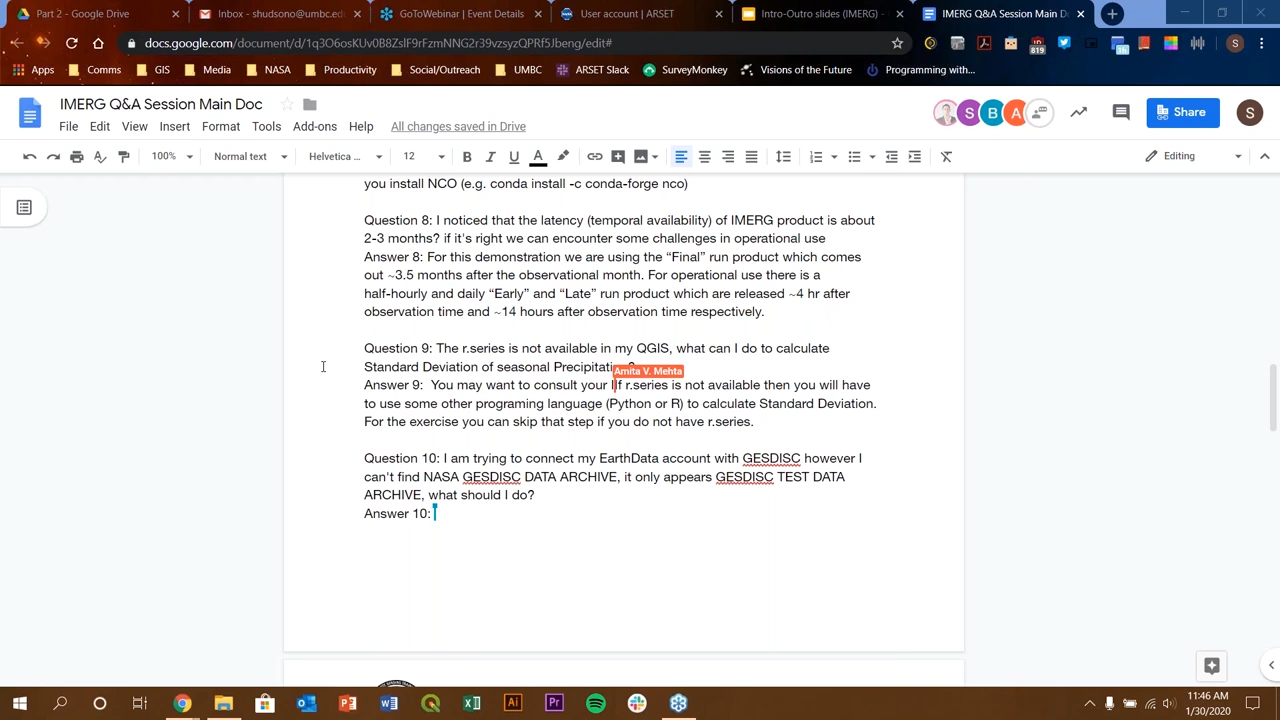 Part 2 - Google Drive
Inbox - shudsono@umbc.ed
GoToWebinar | Event Details
User account | ARSET
Intro-Outro slides (IMERG) -
IMERG Q&A Session Main D
docs.google.com/document/d/1q3O6osKUv0B8ZslF9rFzmNNG2r39vzsyzQPRf5Jbeng/edit#
819
1k
S
Apps
Comms
GIS
Media
NASA
Productivity
Social/Outreach
UMBC
ARSET Slack
SurveyMonkey
Visions of the Future
Programming with...
IMERG Q&A Session Main Doc
S
B
A
Share
S
File
Edit
View
Insert
Format
Tools
Add-ons
Help
All changes saved in Drive
100%
Normal text
Helvetica ...
12
B
I
U
A
Editing
you install NCO (e.g. conda install -c conda-forge nco)
Question 8: I noticed that the latency (temporal availability) of IMERG product is about
2-3 months? if it's right we can encounter some challenges in operational use
Answer 8: For this demonstration we are using the “Final” run product which comes
out ~3.5 months after the observational month. For operational use there is a
half-hourly and daily “Early” and “Late” run product which are released ~4 hr after
observation time and ~14 hours after observation time respectively.
Question 9: The r.series is not available in my QGIS, what can I do to calculate
Standard Deviation of seasonal Precipitation?
Amita V. Mehta
Answer 9: You may want to consult your IIf r.series is not available then you will have
to use some other programing language (Python or R) to calculate Standard Deviation.
For the exercise you can skip that step if you do not have r.series.
Question 10: I am trying to connect my EarthData account with GESDISC however I
can't find NASA GESDISC DATA ARCHIVE, it only appears GESDISC TEST DATA
ARCHIVE, what should I do?
Answer 10:
11:46 AM
1/30/2020